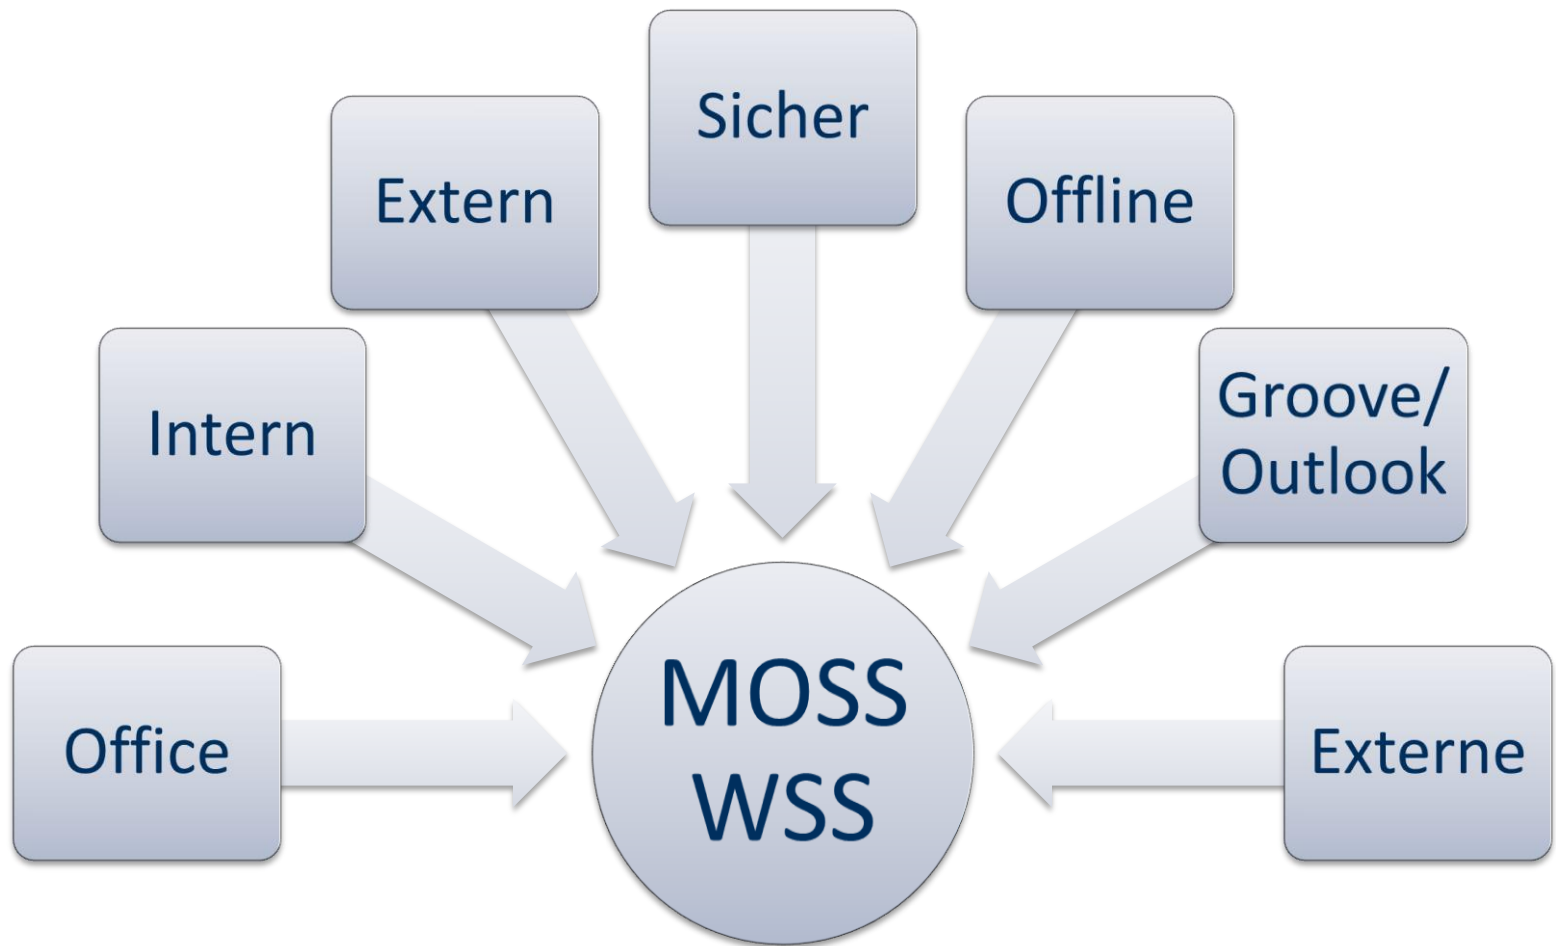 Sicher
Extern
Offline
Intern
Groove/
Outlook
Office
MOSS
WSS
Externe